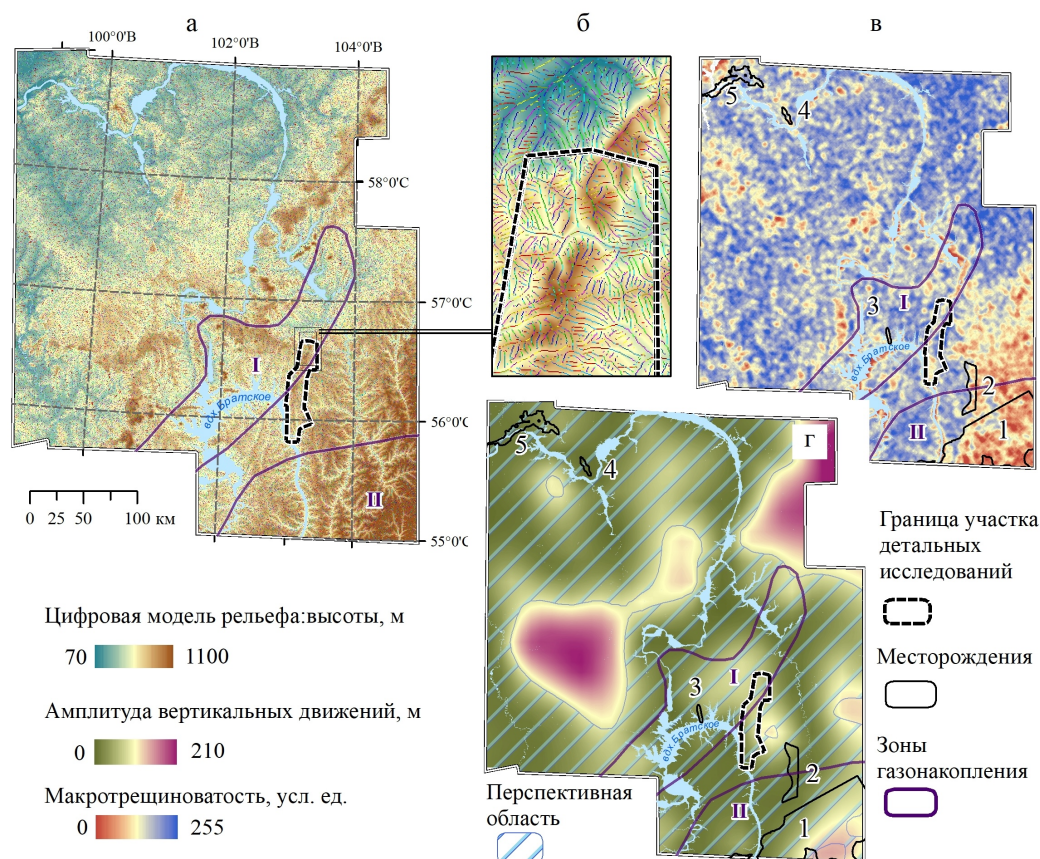 а
б
в
100°0'В
102°0'В
104°0'В
58°0'С
57°0'С
56°0'С
55°0'С
I
вдх.Братское
II
0 25 50 100 км
5
4
3
I
вдх.Братское
2
II
1
г
5
4
I
3
вдх.Братское
2
II
1
Цифровая модель рельефа:высоты, м
70 1100
Амплитуда вертикальных движений, м
0 210
Макротрещиноватость, усл. ед.
0 255
Перспективная
область
Граница участка
детальных
исследований
Месторождения
Зоны
газонакопления